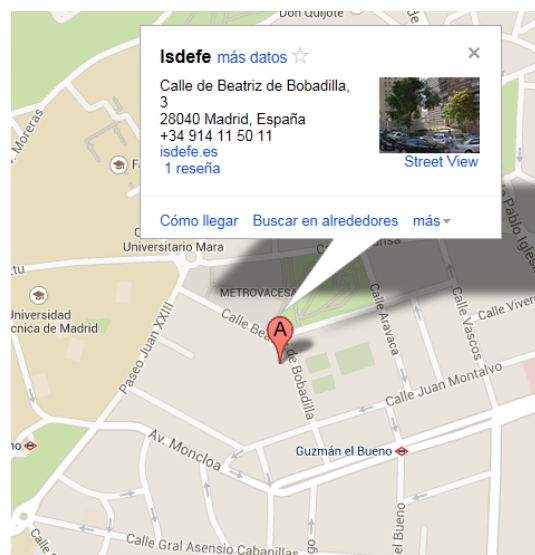 Don Quijote
Isdefe más datos
Calle de Beatriz de Bobadilla,
3
28040 Madrid, España
+34 914 11 50 11
isdefe.es
1 reseña
Street View
Cómo llegar Buscar en alrededores más
Moreras
Pablo Iglesi
Universitario Mara
METROVACESA
Universidad
cnica de Madrid
Paseo Juan XXIII
Calle Beatriz de Bobadilla
A
Calle Aravaca
Calle Vascos
Calle Vivero
Calle Juan Montalvo
Guzmán el Bueno
Av. Moncloa
Calle Gral Asensio Cabanillas
el Bueno